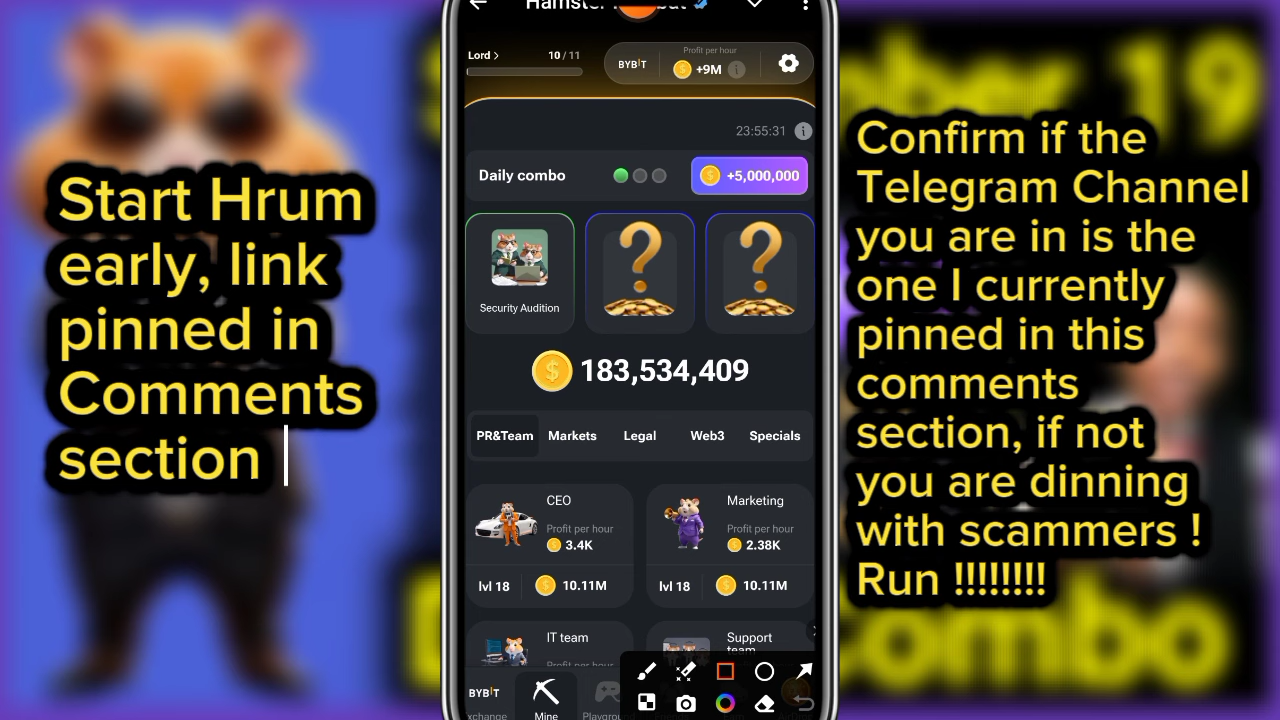 Start Hrum
early, link
pinned in
Comments
section
Lord >
10 / 11
BYBIT
Profit per hour
+9M
23:55:31
Daily combo
+5,000,000
Security Audition
183,534,409
PR&Team
Markets
Legal
Web3
Specials
CEO
Profit per hour
3.4K
lvl 18
10.11M
Marketing
Profit per hour
2.38K
lvl 18
10.11M
IT team
Support
team
BYBIT
Mine
Confirm if the
Telegram Channel
you are in is the
one I currently
pinned in this
comments
section, if not
you are dinning
with scammers !
Run !!!!!!!!